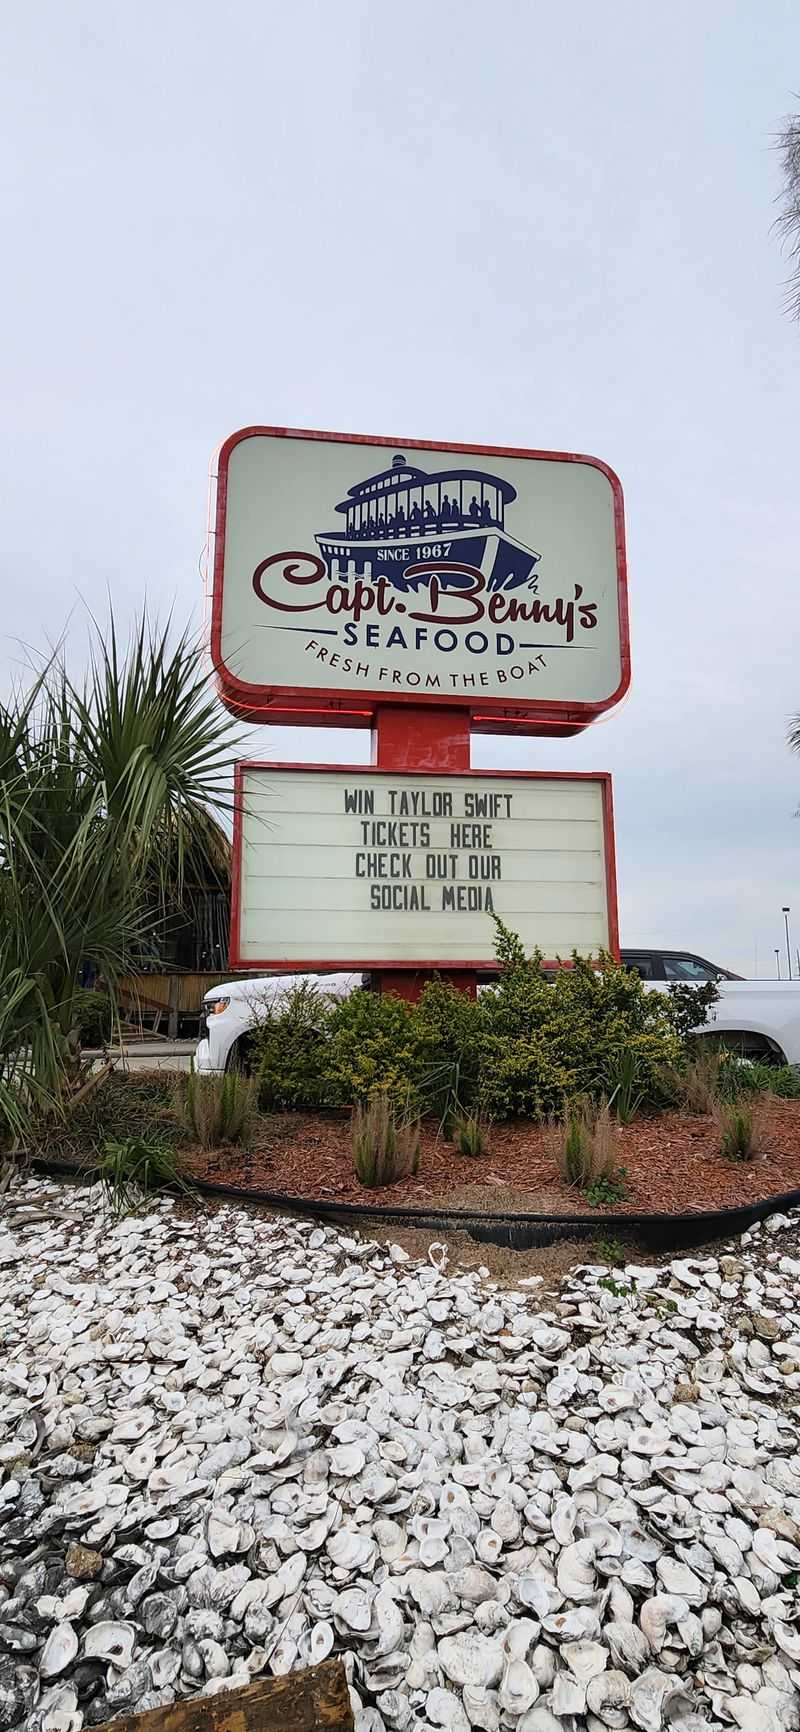 SINCE 1967
Capt. Benny's
SEAFOOD
FRESH FROM THE BOAT
WIN TAYLOR SWIFT
TICKETS HERE
CHECK OUT OUR
SOCIAL MEDIA